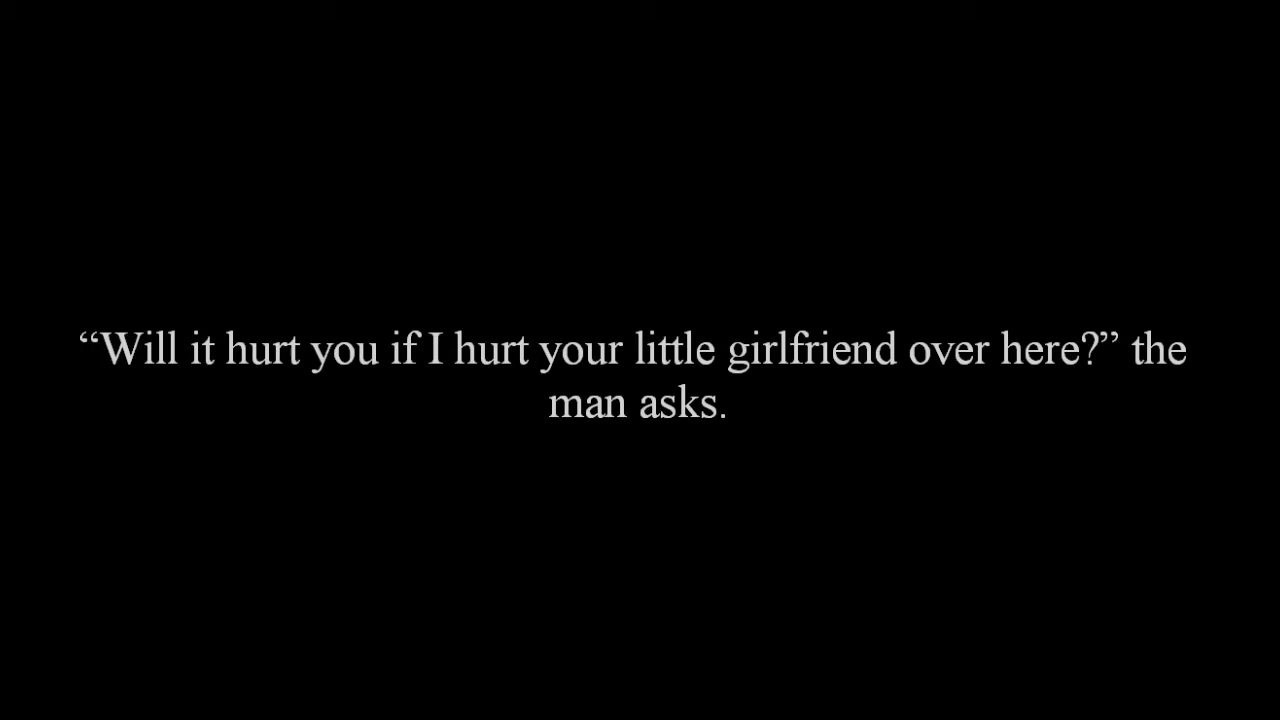 “Will it hurt you if I hurt your little girlfriend over here?” the
man asks.